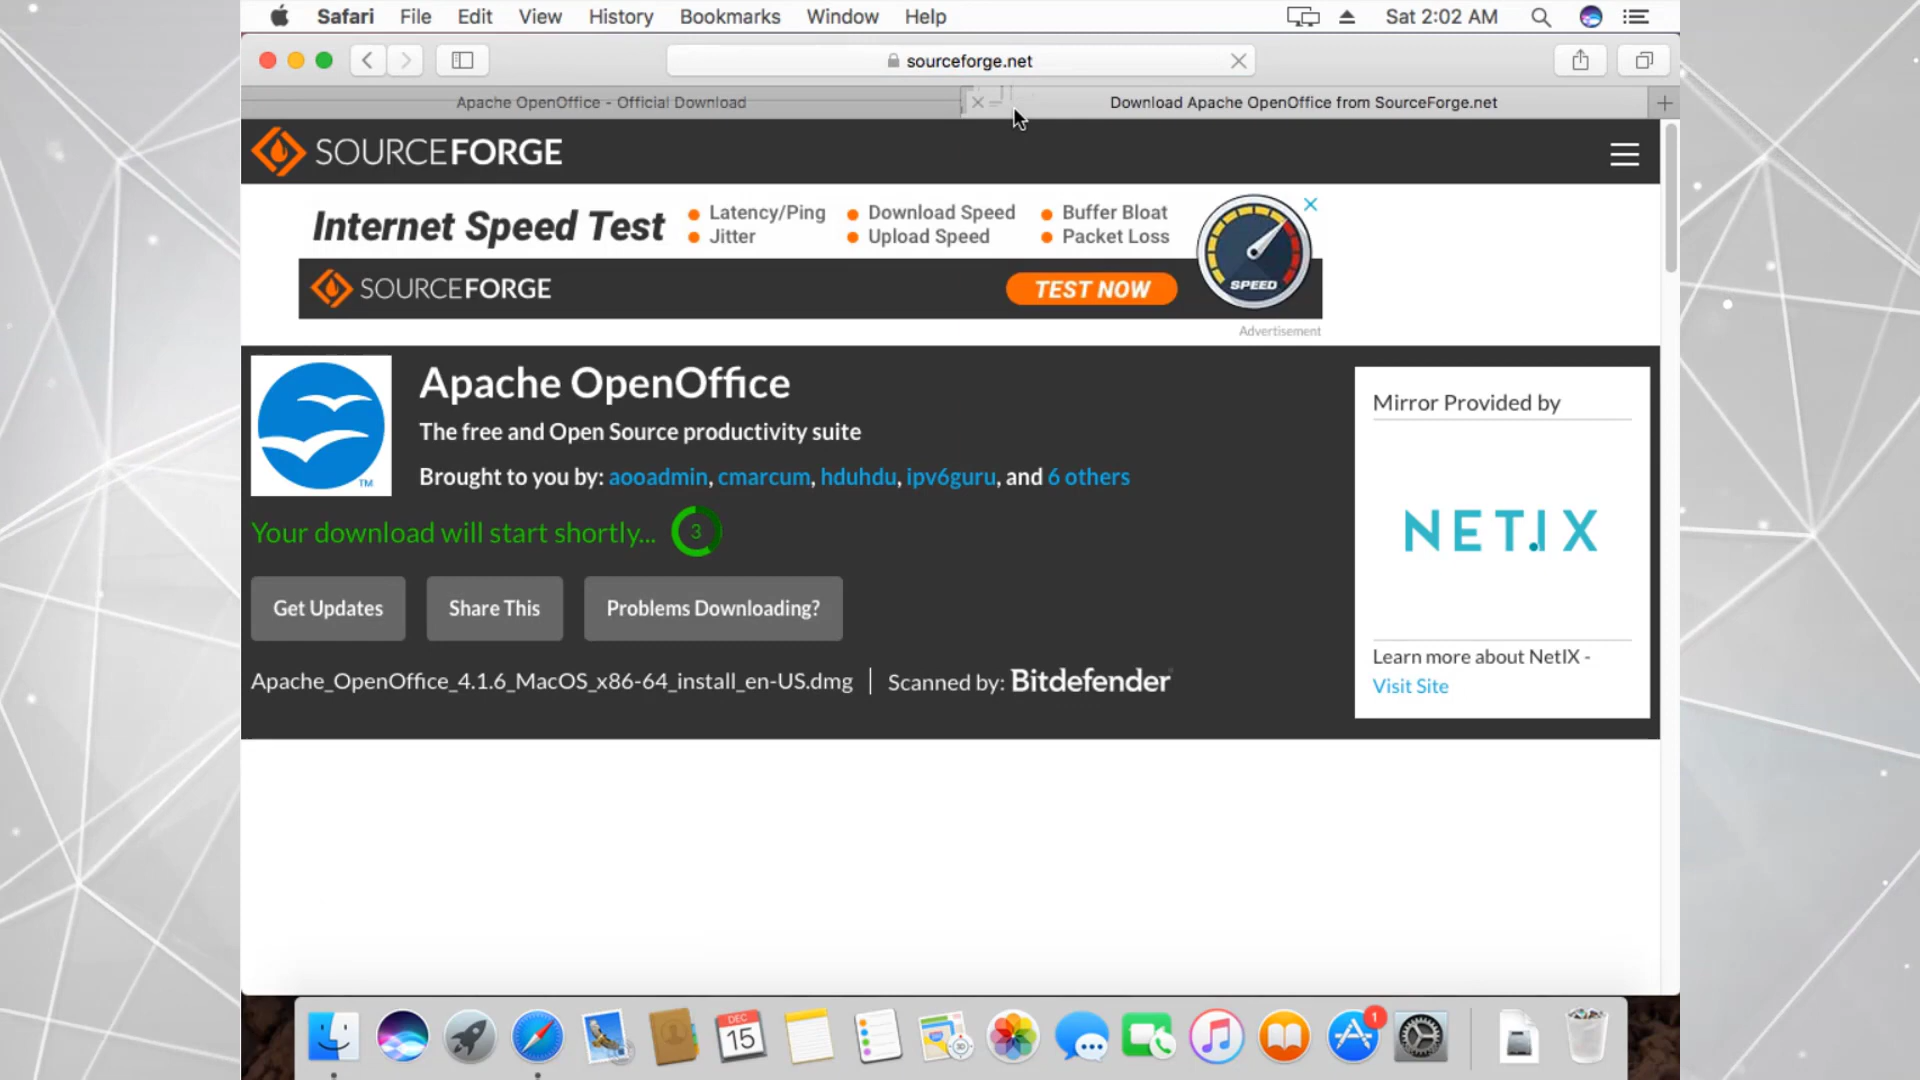 Safari File Edit View History Bookmarks Window Help Sat 2:02 AM
sourceforge.net
Apache OpenOffice - Official Download
Download Apache OpenOffice from SourceForge.net
SOURCEFORGE
Internet Speed Test
Latency/Ping
Download Speed
Buffer Bloat
Jitter
Upload Speed
Packet Loss
SPEED
SOURCEFORGE
TEST NOW
Advertisement
Apache OpenOffice
The free and Open Source productivity suite
Brought to you by: aooadmin, cmarcum, hduhdu, ipv6guru, and 6 others
TM
Your download will start shortly... 3
Get Updates
Share This
Problems Downloading?
Apache_OpenOffice_4.1.6_MacOS_x86-64_install_en-US.dmg | Scanned by: Bitdefender
Mirror Provided by
NET.IX
Learn more about NetIX -
Visit Site
DEC
15
1